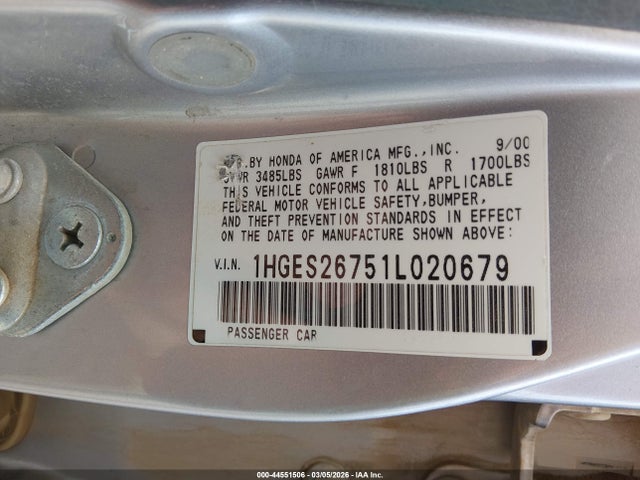 .BY HONDA OF AMERICA MFG.,INC. 9/00
3485LBS GAWR F 1810LBS R 1700LBS
THIS VEHICLE CONFORMS TO ALL APPLICABLE
FEDERAL MOTOR VEHICLE SAFETY,BUMPER,
AND THEFT PREVENTION STANDARDS IN EFFECT
ON THE DATE OF MANUFACTURE SHOWN ABOVE:
V.I.N. 1HGES26751L020679
PASSENGER CAR
000-44551506 - 03/05/2026 - IAA Inc.